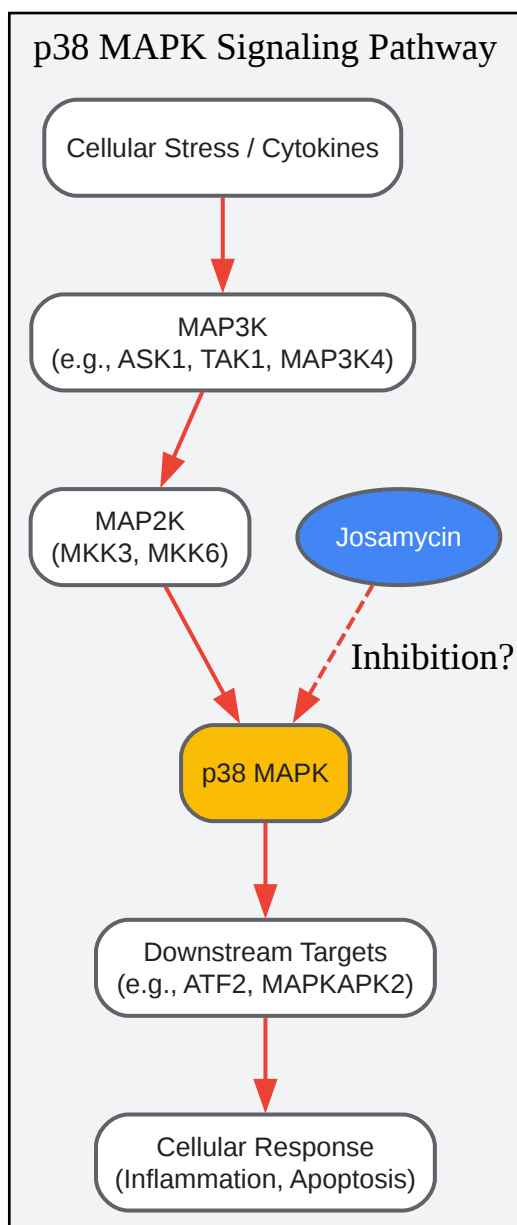 p38 MAPK Signaling Pathway
Cellular Stress / Cytokines
MAP3K
(e.g., ASK1, TAK1, MAP3K4)
MAP2K
(MKK3, MKK6)
Josamycin
Inhibition?
p38 MAPK
Downstream Targets
(e.g., ATF2, MAPKAPK2)
Cellular Response
(Inflammation, Apoptosis)